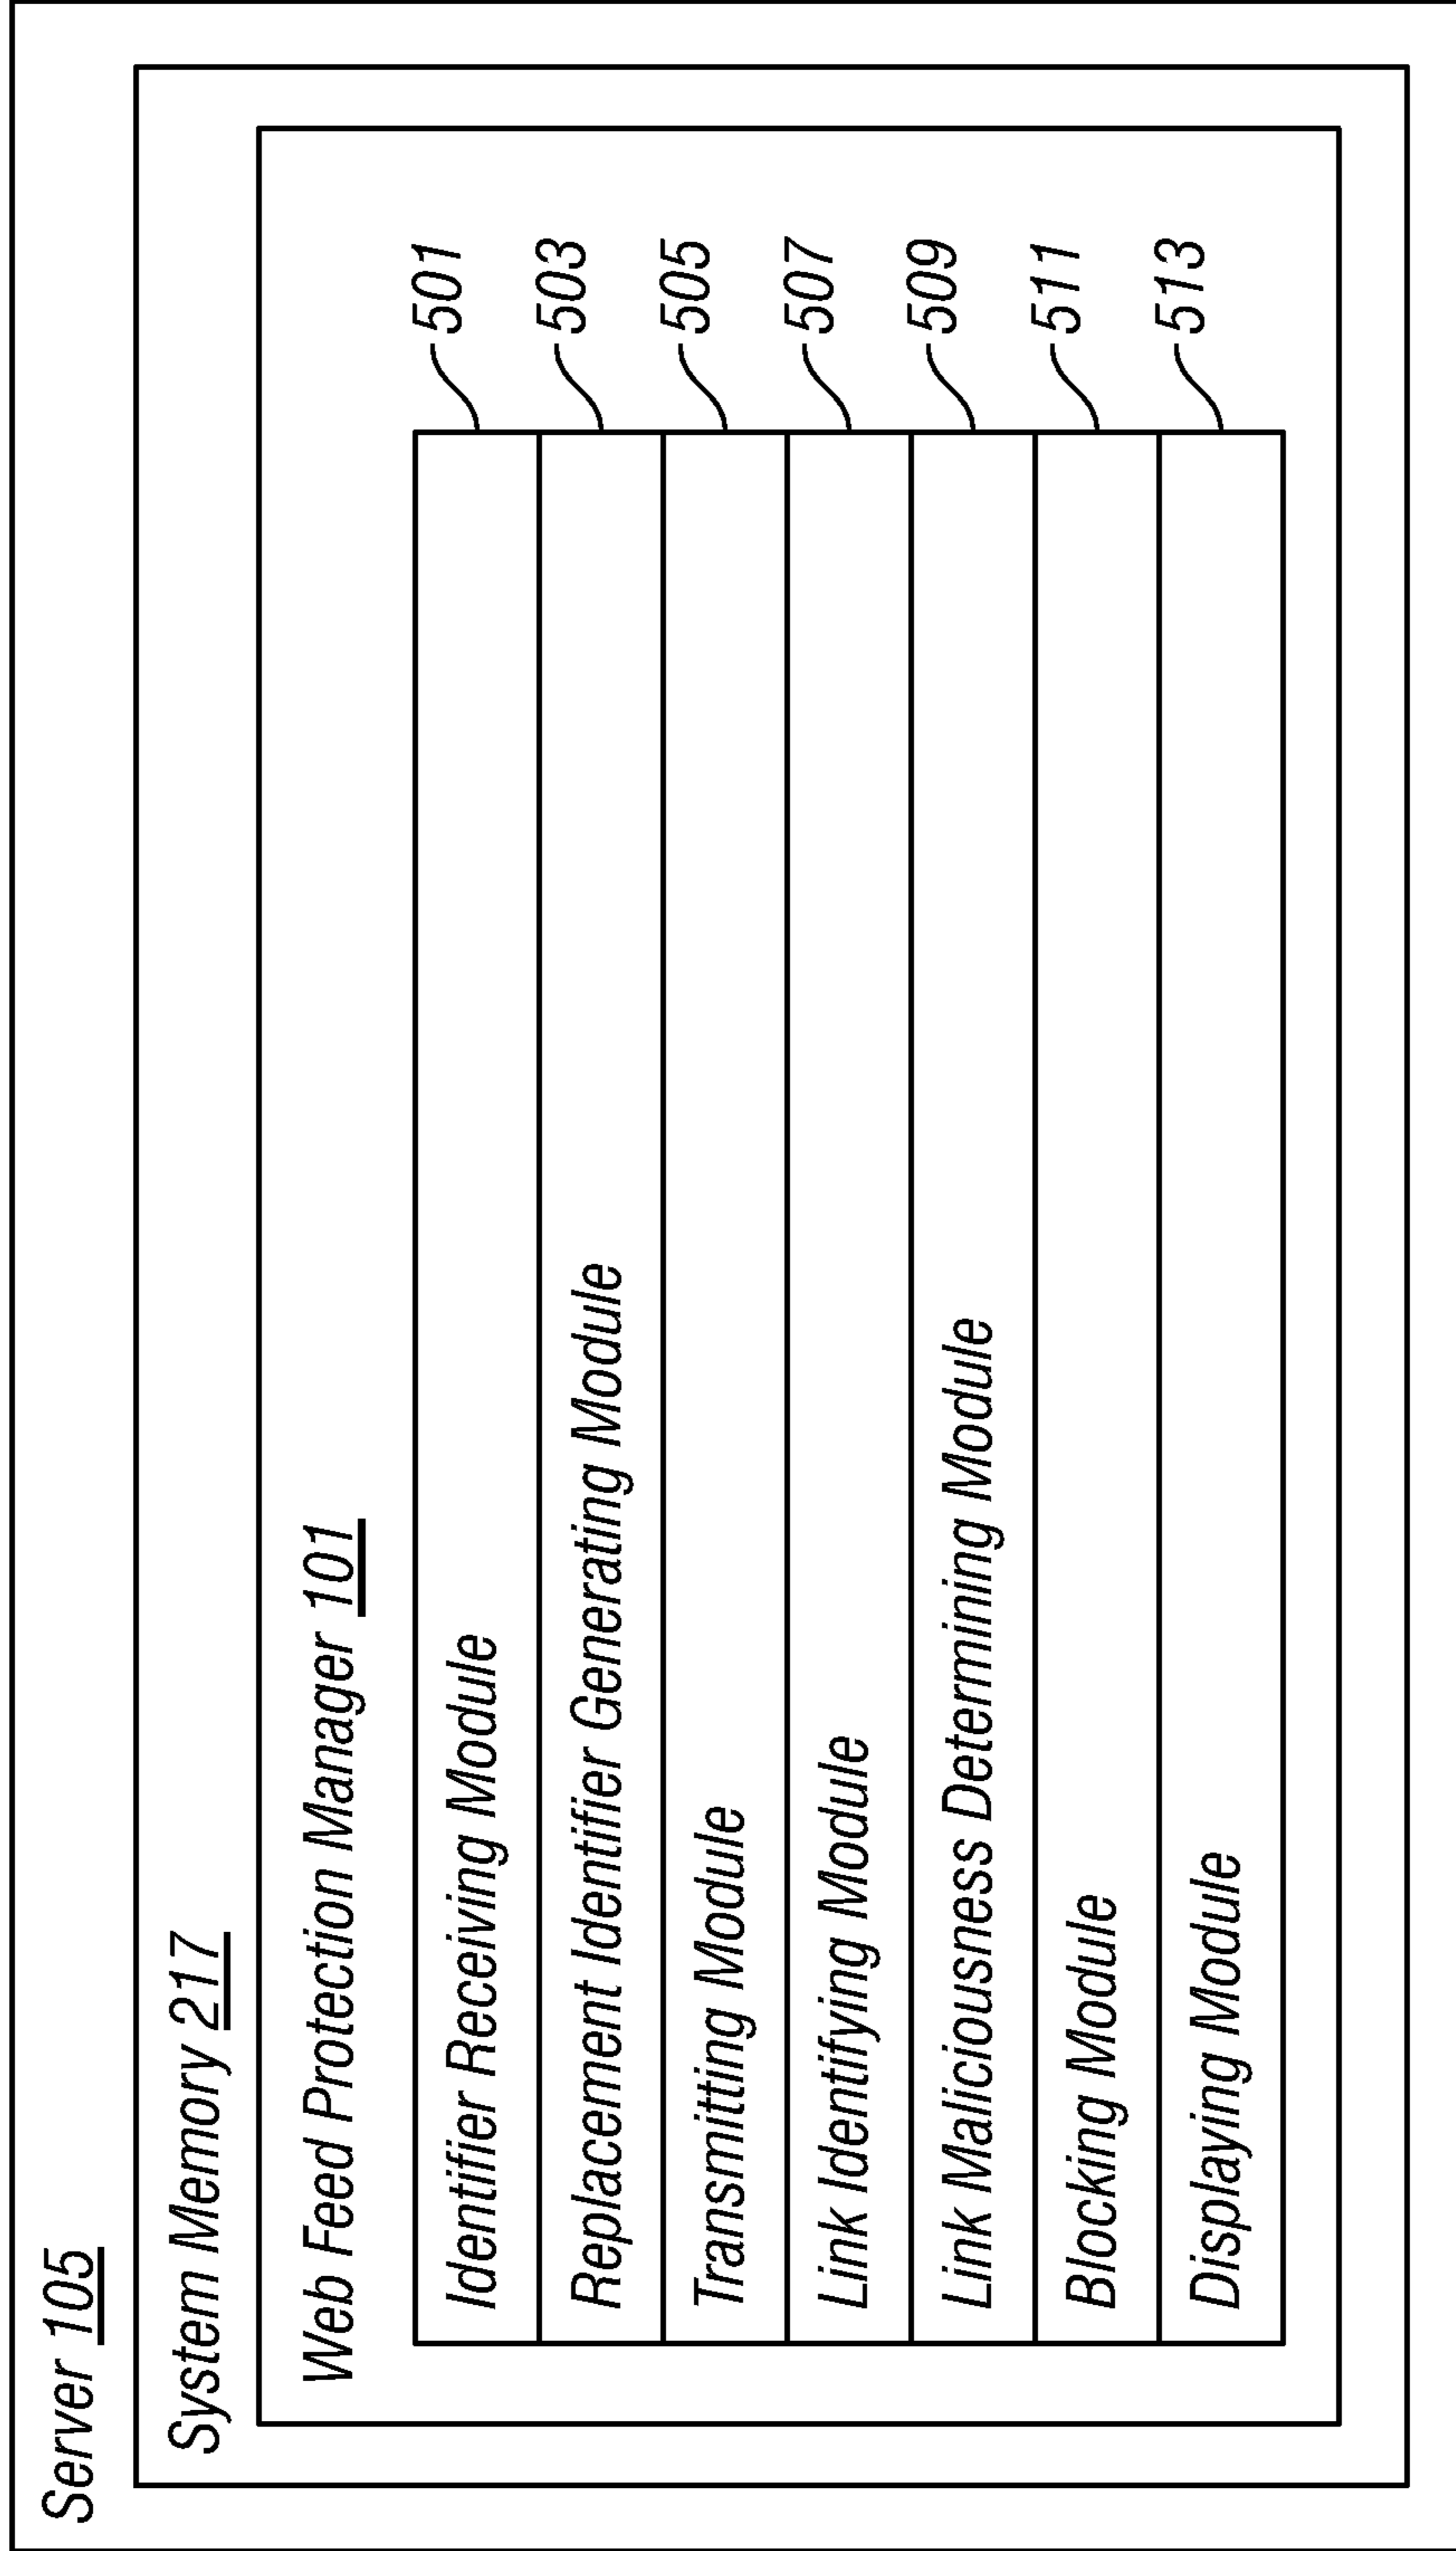 Server 105
System Memory 217
Web Feed Protection Manager 101
Identifier Receiving Module 501
Replacement Identifier Generating Module 503
Transmitting Module 505
Link Identifying Module 507
Link Maliciousness Determining Module 509
Blocking Module 511
Displaying Module 513